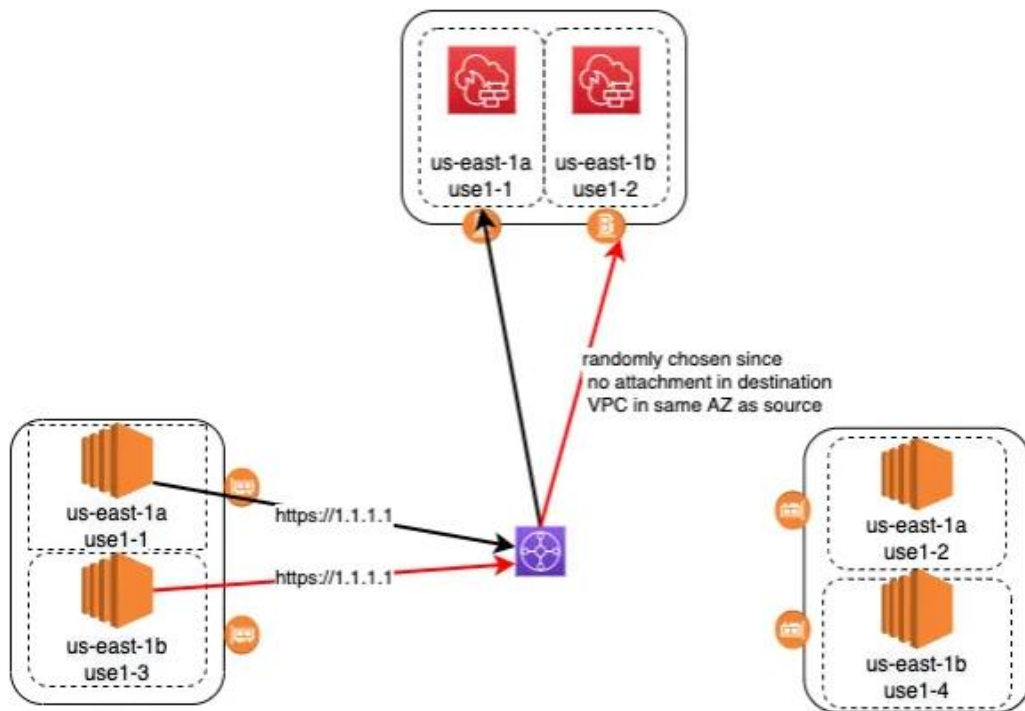 us-east-1a
use1-1
us-east-1b
use1-2
randomly chosen since
no attachment in destination
VPC in same AZ as source
us-east-1a
use1-1
https://1.1.1.1
us-east-1b
use1-3
https://1.1.1.1
us-east-1a
use1-2
us-east-1b
use1-4